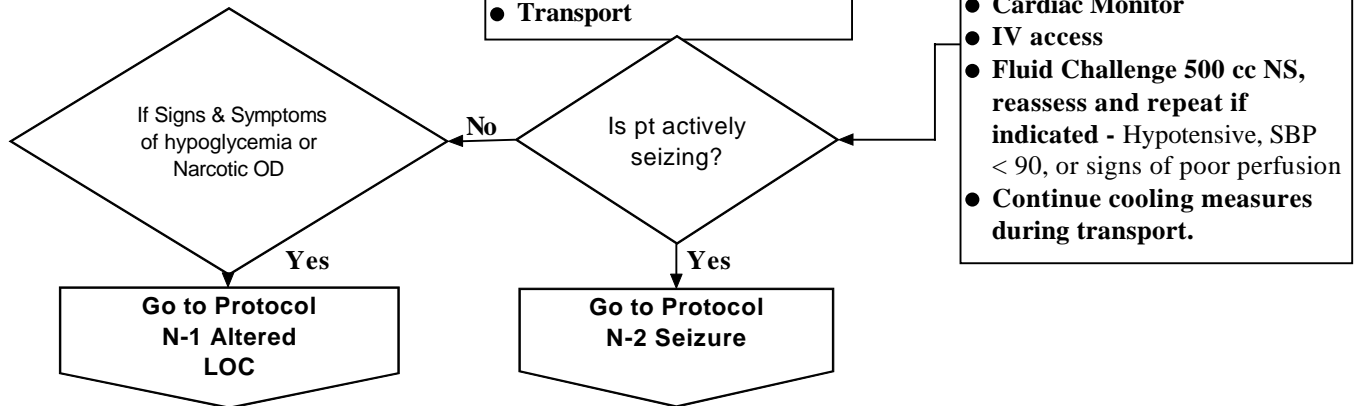 ● Transport
● Cardiac Monitor
● IV access
● Fluid Challenge 500 cc NS,
reassess and repeat if
indicated - Hypotensive, SBP
< 90, or signs of poor perfusion
● Continue cooling measures
during transport.
If Signs & Symptoms
of hypoglycemia or
Narcotic OD
No
Is pt actively
seizing?
Yes
Yes
Go to Protocol
N-1 Altered
LOC
Go to Protocol
N-2 Seizure